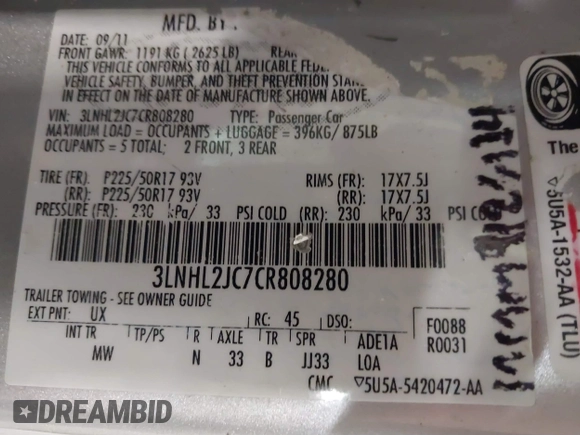 MFD. BY
DATE: 09/11
FRONT GAWR: 1191 KG ( 2625 LB) REAR
THIS VEHICLE CONFORMS TO ALL APPLICABLE FEDE
VEHICLE SAFETY, BUMPER, AND THEFT PREVENTION STAN
IN EFFECT ON THE DATE OF MANUFACTURE SHOWN ABOVE.
VIN: 3LNHL2JC7CR808280 TYPE: Passenger Car
MAXIMUM LOAD = OCCUPANTS + LUGGAGE = 396KG/ 875LB
OCCUPANTS = 5 TOTAL; 2 FRONT, 3 REAR
TIRE (FR): P225/50R17 93V RIMS (FR): 17X7.5J
(RR): P225/50R17 93V (RR): 17X7.5J
PRESSURE (FR): 230 kPa/ 33 PSI COLD (RR): 230 kPa/ 33 PSI COLD
3LNHL2JC7CR808280
TRAILER TOWING - SEE OWNER GUIDE
EXT PNT: UX RC: 45 DSO:
INT TR TP/PS R AXLE TR SPR ADE1A
MW N 33 B JJ33 LOA
F0088
R0031
CMC ▽5U5A-5420472-AA
The
▽5U5A-1532-AA (TLU)
DREAMBID